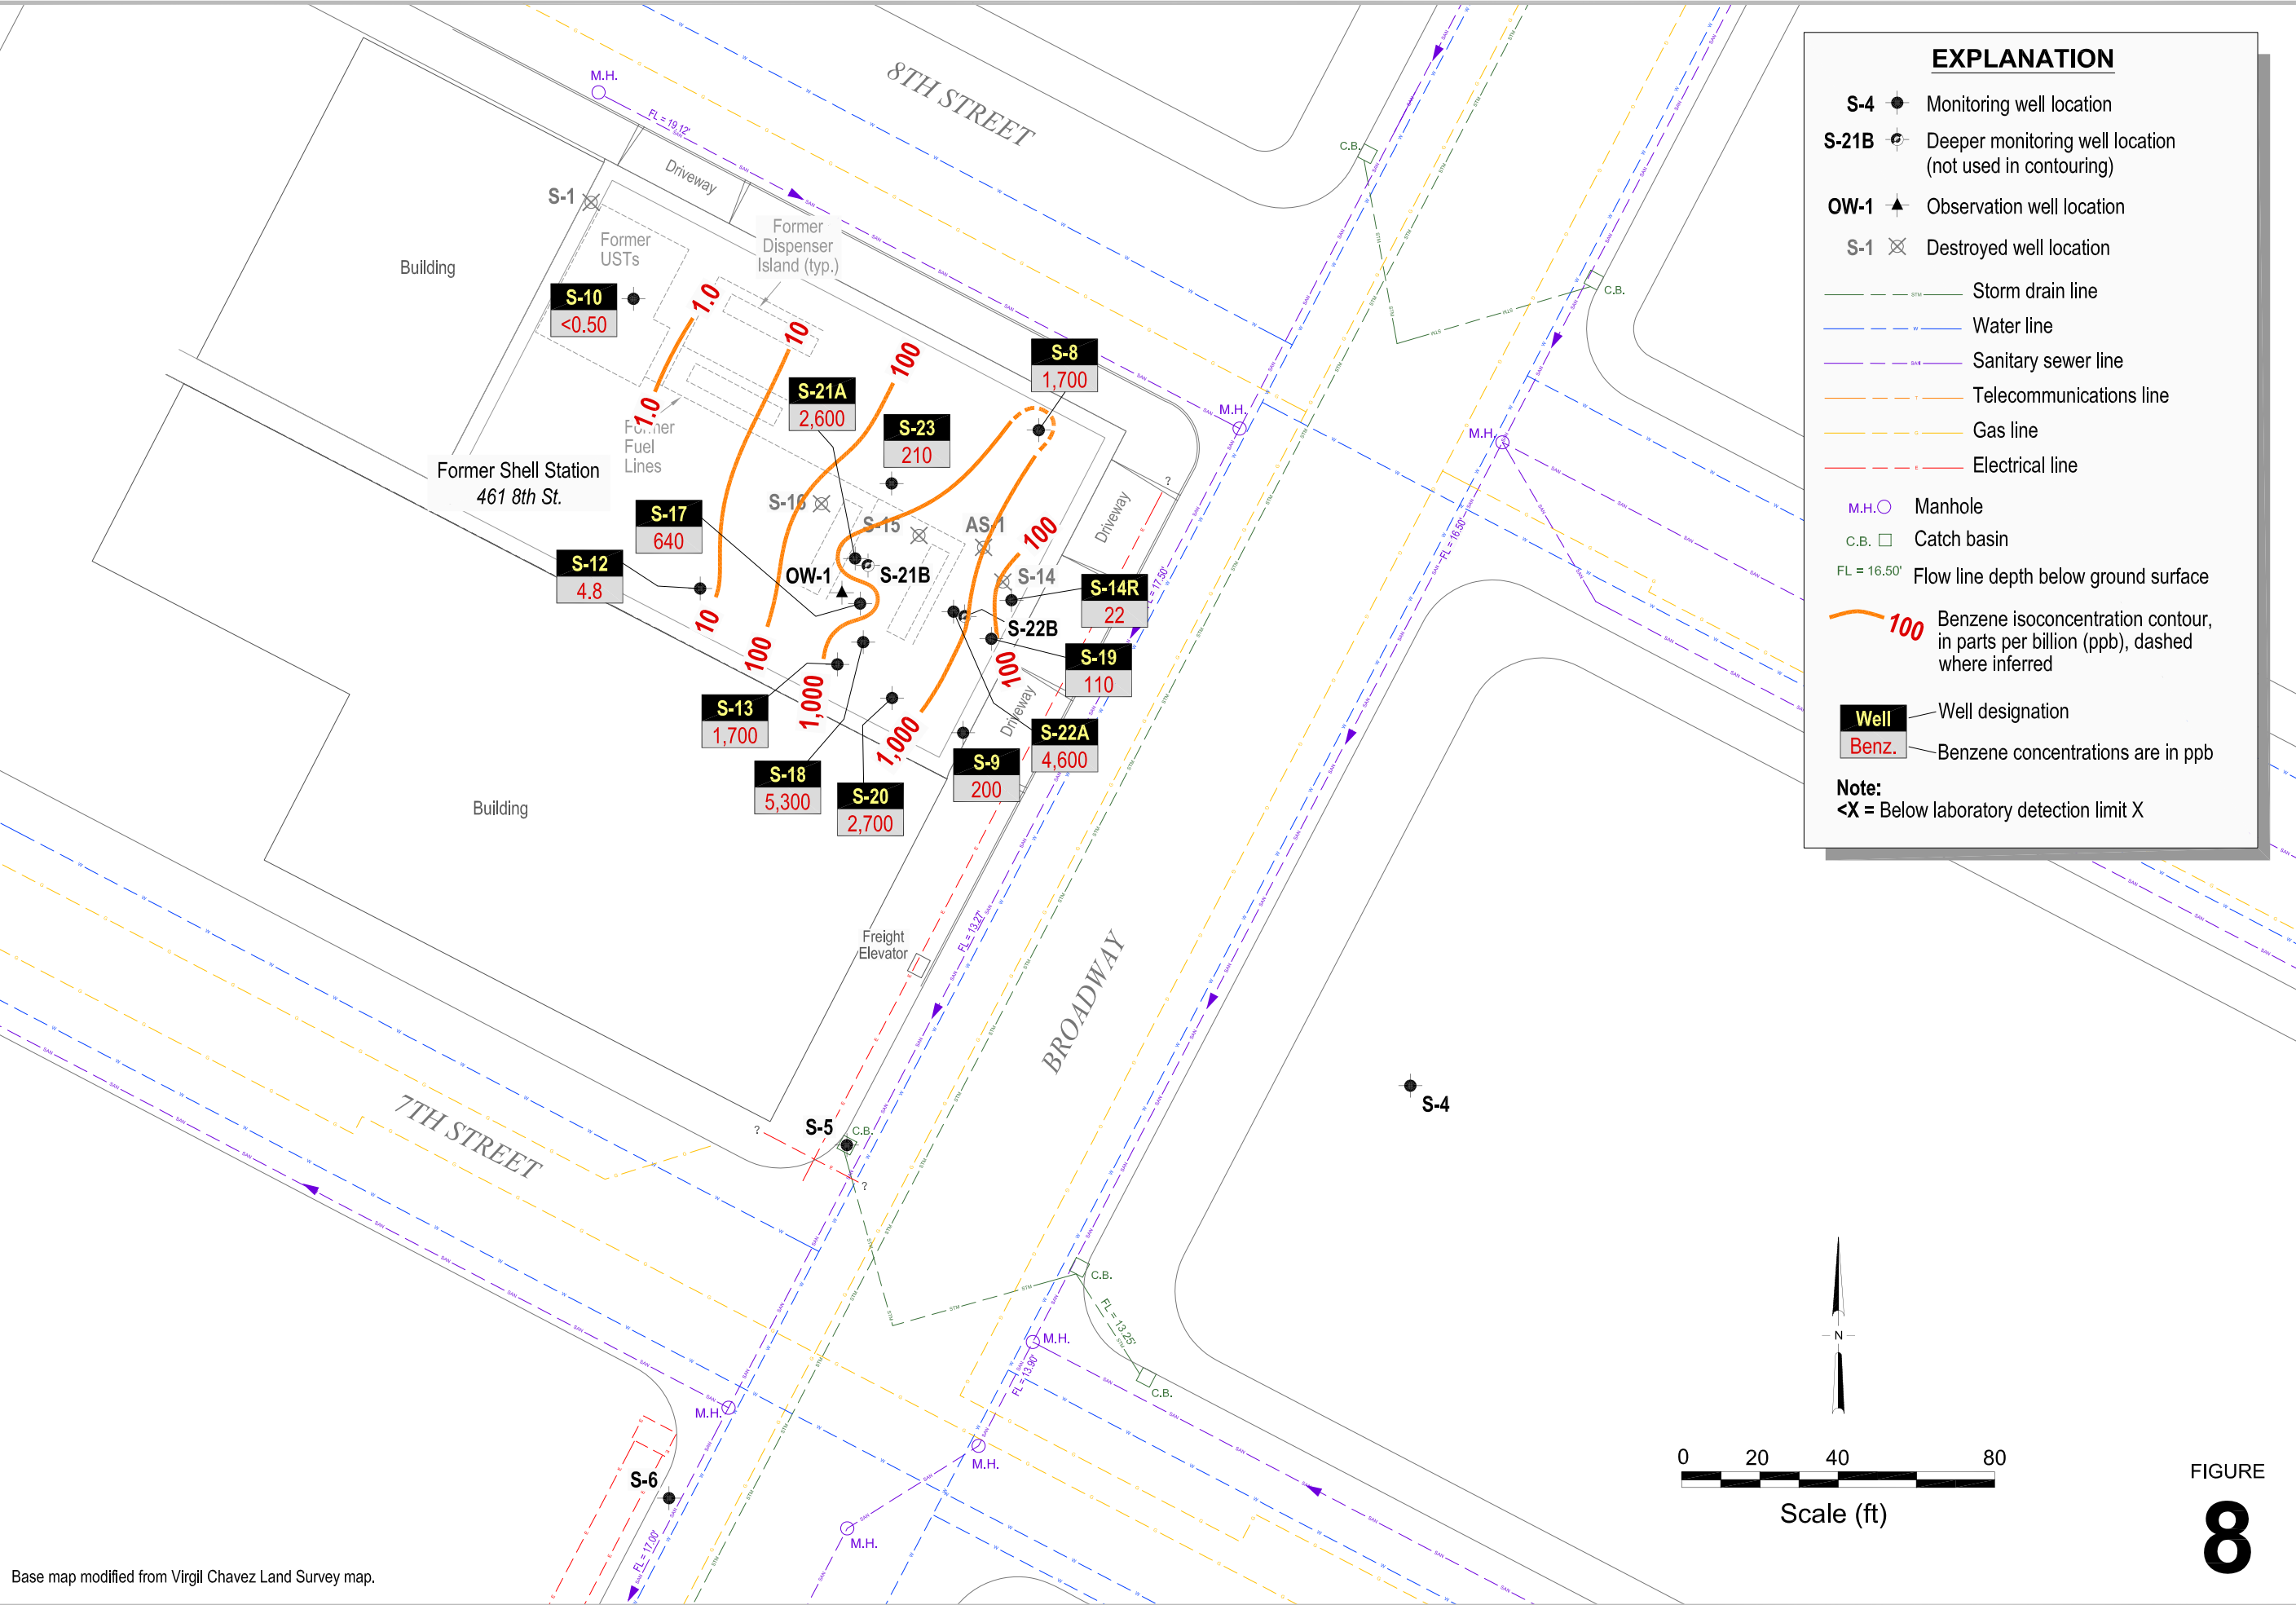 8TH STREET
M.H.
FL = 19.12'
Driveway
S-1
Former
USTs
Former
Dispenser
Island (typ.)
Building
S-10
<0.50
1.0
10
100
1.0
S-8
1,700
S-21A
2,600
S-23
210
Former
Fuel
Lines
Former Shell Station
461 8th St.
S-16
S-15
AS-1
100
S-17
640
S-12
4.8
OW-1
S-21B
S-14
S-14R
22
S-22B
10
100
S-19
110
100
S-13
1,700
1,000
1,000
S-22A
4,600
S-18
5,300
S-20
2,700
S-9
200
Driveway
Driveway
?
M.H.
M.H.
C.B.
C.B.
FL = 17.50'
FL = 16.50'
Building
Freight
Elevator
FL = 13.27'
BROADWAY
7TH STREET
S-4
?
S-5
C.B.
?
C.B.
FL = 13.25'
C.B.
M.H.
FL = 13.90'
M.H.
M.H.
M.H.
S-6
FL = 17.00'
Base map modified from Virgil Chavez Land Survey map.
EXPLANATION
S-4 Monitoring well location
S-21B Deeper monitoring well location
(not used in contouring)
OW-1 Observation well location
S-1 Destroyed well location
STM Storm drain line
W Water line
SAN Sanitary sewer line
T Telecommunications line
G Gas line
E Electrical line
M.H. Manhole
C.B. Catch basin
FL = 16.50' Flow line depth below ground surface
100 Benzene isoconcentration contour,
in parts per billion (ppb), dashed
where inferred
Well Well designation
Benz. Benzene concentrations are in ppb
Note:
<X = Below laboratory detection limit X
N
0 20 40 80
Scale (ft)
FIGURE
8